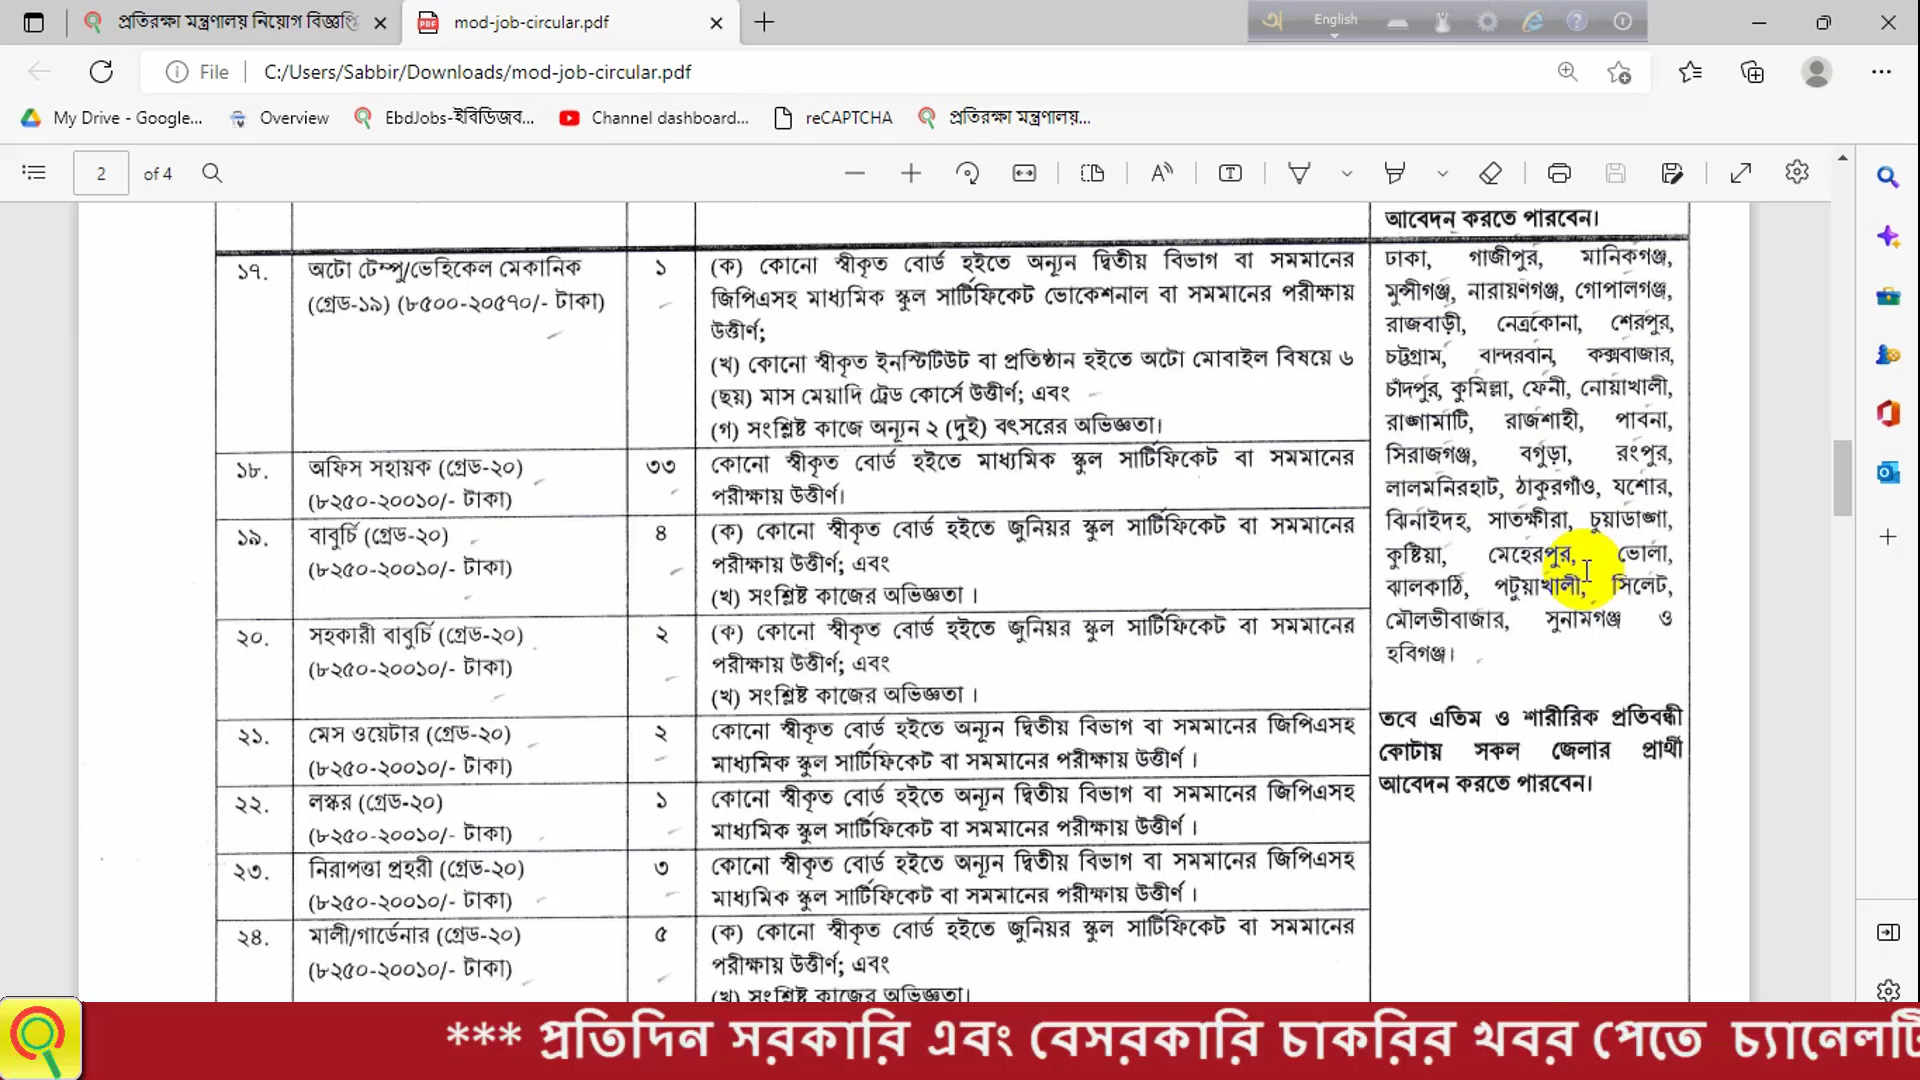 প্রতিরক্ষা মন্ত্রণালয় নিয়োগ বিজ্ঞপ্তি
mod-job-circular.pdf
English
File
C:/Users/Sabbir/Downloads/mod-job-circular.pdf
My Drive - Google...
Overview
EbdJobs-ইবিডিজব...
Channel dashboard...
reCAPTCHA
প্রতিরক্ষা মন্ত্রণালয়...
2 of 4
আবেদন করতে পারবেন।
১৭. অটো টেম্পু/ভেহিকেল মেকানিক
(গ্রেড-১৯) (৮৫০০-২০৫৭০/- টাকা)
১
(ক) কোনো স্বীকৃত বোর্ড হইতে অন্যূন দ্বিতীয় বিভাগ বা সমমানের
জিপিএসহ মাধ্যমিক স্কুল সার্টিফিকেট ভোকেশনাল বা সমমানের পরীক্ষায়
উত্তীর্ণ;
(খ) কোনো স্বীকৃত ইনস্টিটিউট বা প্রতিষ্ঠান হইতে অটো মোবাইল বিষয়ে ৬
(ছয়) মাস মেয়াদি ট্রেড কোর্সে উত্তীর্ণ; এবং
(গ) সংশ্লিষ্ট কাজে অন্যূন ২ (দুই) বৎসরের অভিজ্ঞতা।
১৮. অফিস সহায়ক (গ্রেড-২০)
(৮২৫০-২০০১০/- টাকা)
৩৩
কোনো স্বীকৃত বোর্ড হইতে মাধ্যমিক স্কুল সার্টিফিকেট বা সমমানের
পরীক্ষায় উত্তীর্ণ।
১৯. বাবুর্চি (গ্রেড-২০)
(৮২৫০-২০০১০/- টাকা)
৪
(ক) কোনো স্বীকৃত বোর্ড হইতে জুনিয়র স্কুল সার্টিফিকেট বা সমমানের
পরীক্ষায় উত্তীর্ণ; এবং
(খ) সংশ্লিষ্ট কাজের অভিজ্ঞতা ।
২০. সহকারী বাবুর্চি (গ্রেড-২০)
(৮২৫০-২০০১০/- টাকা)
২
(ক) কোনো স্বীকৃত বোর্ড হইতে জুনিয়র স্কুল সার্টিফিকেট বা সমমানের
পরীক্ষায় উত্তীর্ণ; এবং
(খ) সংশ্লিষ্ট কাজের অভিজ্ঞতা ।
২১. মেস ওয়েটার (গ্রেড-২০)
(৮২৫০-২০০১০/- টাকা)
২
কোনো স্বীকৃত বোর্ড হইতে অন্যূন দ্বিতীয় বিভাগ বা সমমানের জিপিএসহ
মাধ্যমিক স্কুল সার্টিফিকেট বা সমমানের পরীক্ষায় উত্তীর্ণ ।
২২. লস্কর (গ্রেড-২০)
(৮২৫০-২০০১০/- টাকা)
১
কোনো স্বীকৃত বোর্ড হইতে অন্যূন দ্বিতীয় বিভাগ বা সমমানের জিপিএসহ
মাধ্যমিক স্কুল সার্টিফিকেট বা সমমানের পরীক্ষায় উত্তীর্ণ ।
২৩. নিরাপত্তা প্রহরী (গ্রেড-২০)
(৮২৫০-২০০১০/- টাকা)
৩
কোনো স্বীকৃত বোর্ড হইতে অন্যূন দ্বিতীয় বিভাগ বা সমমানের জিপিএসহ
মাধ্যমিক স্কুল সার্টিফিকেট বা সমমানের পরীক্ষায় উত্তীর্ণ ।
২৪. মালী/গার্ডেনার (গ্রেড-২০)
(৮২৫০-২০০১০/- টাকা)
৫
(ক) কোনো স্বীকৃত বোর্ড হইতে জুনিয়র স্কুল সার্টিফিকেট বা সমমানের
পরীক্ষায় উত্তীর্ণ; এবং
(খ) সংশ্লিষ্ট কাজের অভিজ্ঞতা।
ঢাকা, গাজীপুর, মানিকগঞ্জ,
মুন্সীগঞ্জ, নারায়ণগঞ্জ, গোপালগঞ্জ,
রাজবাড়ী, নেত্রকোনা, শেরপুর,
চট্টগ্রাম, বান্দরবান, কক্সবাজার,
চাঁদপুর, কুমিল্লা, ফেনী, নোয়াখালী,
রাঙ্গামাটি, রাজশাহী, পাবনা,
সিরাজগঞ্জ, বগুড়া, রংপুর,
লালমনিরহাট, ঠাকুরগাঁও, যশোর,
ঝিনাইদহ, সাতক্ষীরা, চুয়াডাঙ্গা,
কুষ্টিয়া, মেহেরপুর, ভোলা,
ঝালকাঠি, পটুয়াখালী, সিলেট,
মৌলভীবাজার, সুনামগঞ্জ ও
হবিগঞ্জ।
তবে এতিম ও শারীরিক প্রতিবন্ধী
কোটায় সকল জেলার প্রার্থী
আবেদন করতে পারবেন।
*** প্রতিদিন সরকারি এবং বেসরকারি চাকরির খবর পেতে চ্যানেলটি